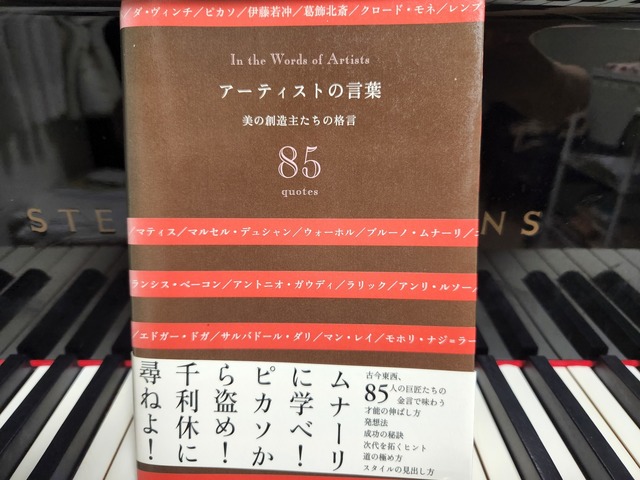 ／ダ・ヴィンチ／ピカソ／伊藤若冲／葛飾北斎／クロード・モネ／レンブ
In the Words of Artists
アーティストの言葉
美の創造主たちの格言
85
quotes
STE
NS
／マティス／マルセル・デュシャン／ウォーホル／ブルーノ・ムナーリ／
ランシス・ベーコン／アントニオ・ガウディ／ラリック／アンリ・ルソー／
／エドガー・ドガ／サルバドール・ダリ／マン・レイ／モホリ・ナジ=ラー
ムナーリ
に学べ！
ピカソか
ら盗め！
千利休に
尋ねよ！
古今東西、
85人の巨匠たちの
金言で味わう
才能の伸ばし方
発想法
成功の秘訣
次代を拓くヒント
道の極め方
スタイルの見出し方